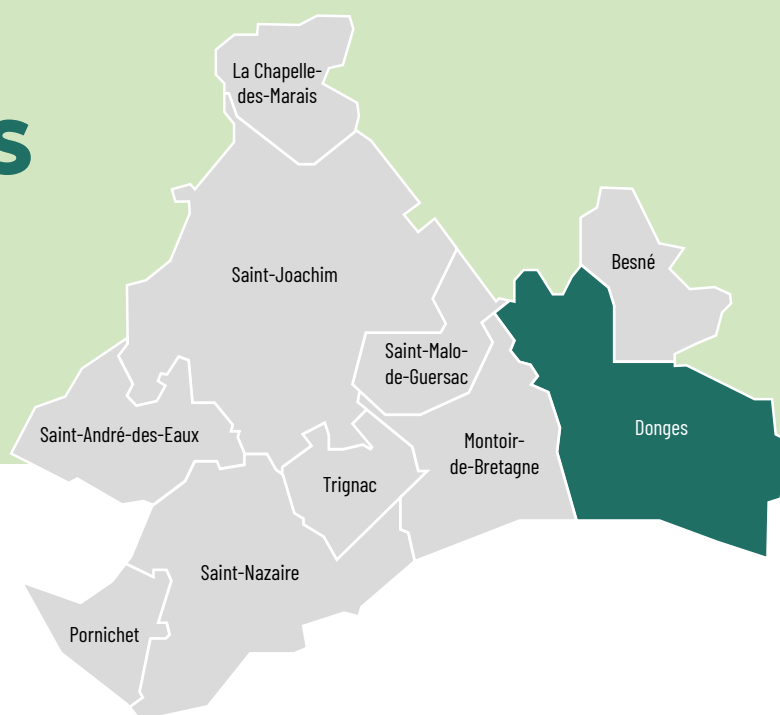 La Chapelle-
des-Marais
s
Besné
Saint-Joachim
Saint-Malo-
de-Guersac
Donges
Saint-André-des-Eaux
Montoir-
de-Bretagne
Trignac
Saint-Nazaire
Pornichet